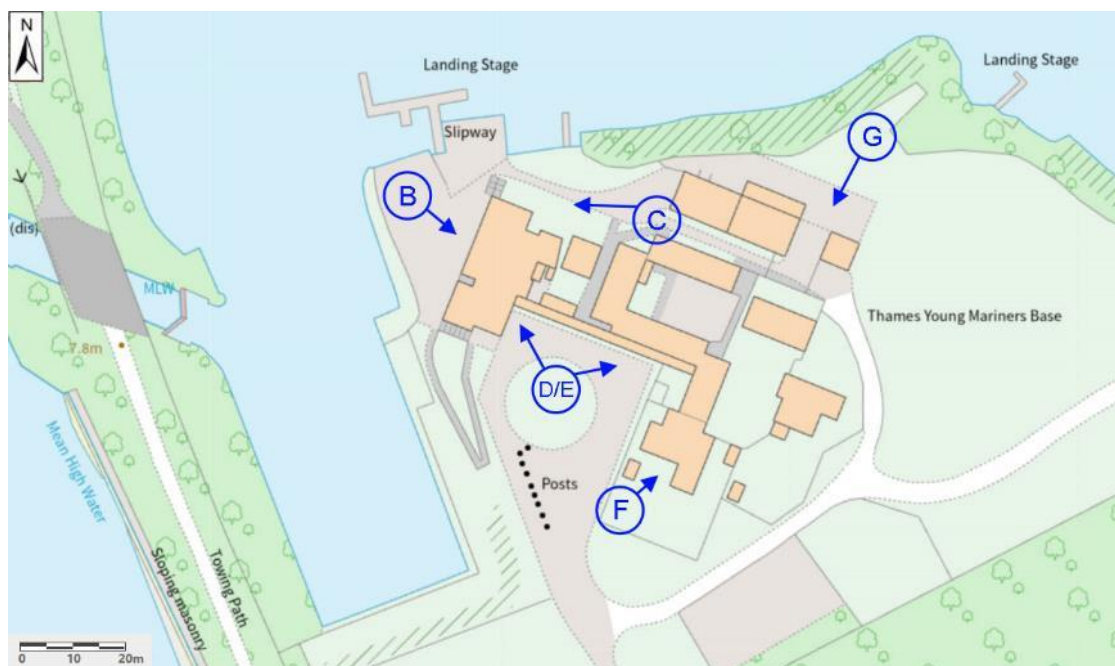 N
Landing Stage
Landing Stage
Slipway
G
B
C
(dis)
MLW
Thames Young Mariners Base
7.8m
D/E
Mean High Water
Posts
F
Sloping masonry
Towing Path
0 10 20m